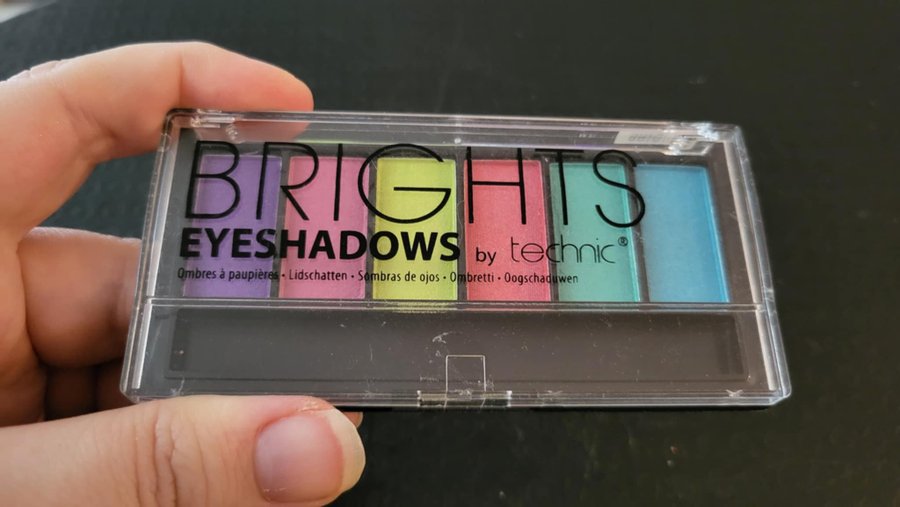 BRIGHTS
EYESHADOWS by technic®
Ombres à paupières • Lidschatten • Sombras de ojos • Ombretti • Oogschaduwen